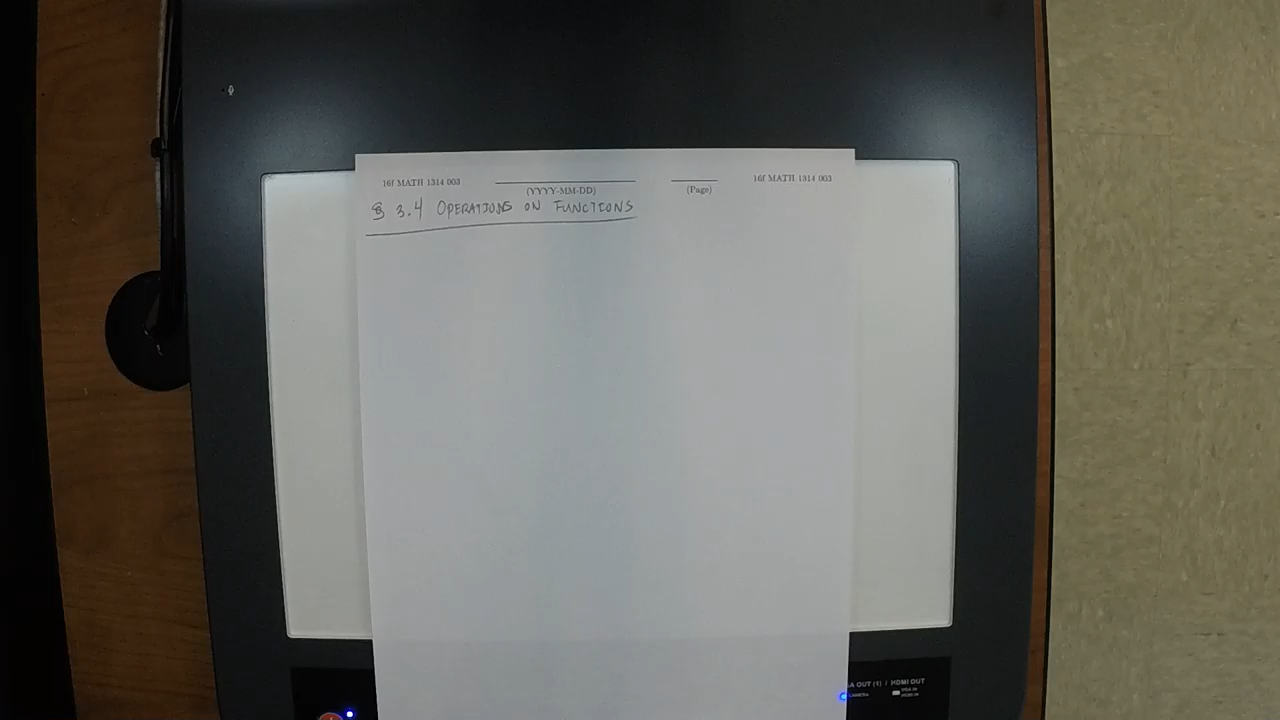 16f MATH 1314 003
(YYYY-MM-DD)
(Page)
16f MATH 1314 003
§ 3.4 OPERATIONS ON FUNCTIONS
OUT (1) / HDMI OUT